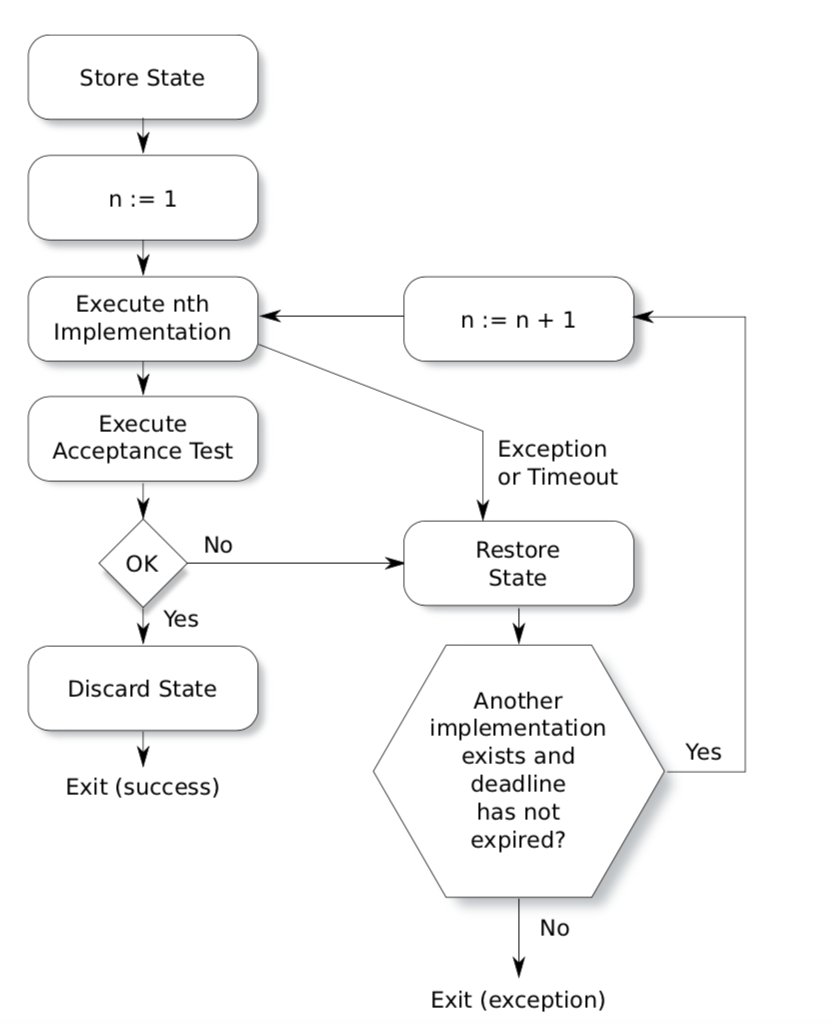 Store State
n := 1
Execute nth
Implementation
n := n + 1
Execute
Acceptance Test
Exception
or Timeout
OK
No
Restore
State
Yes
Discard State
Exit (success)
Another
implementation
exists and
deadline
has not
expired?
Yes
No
Exit (exception)